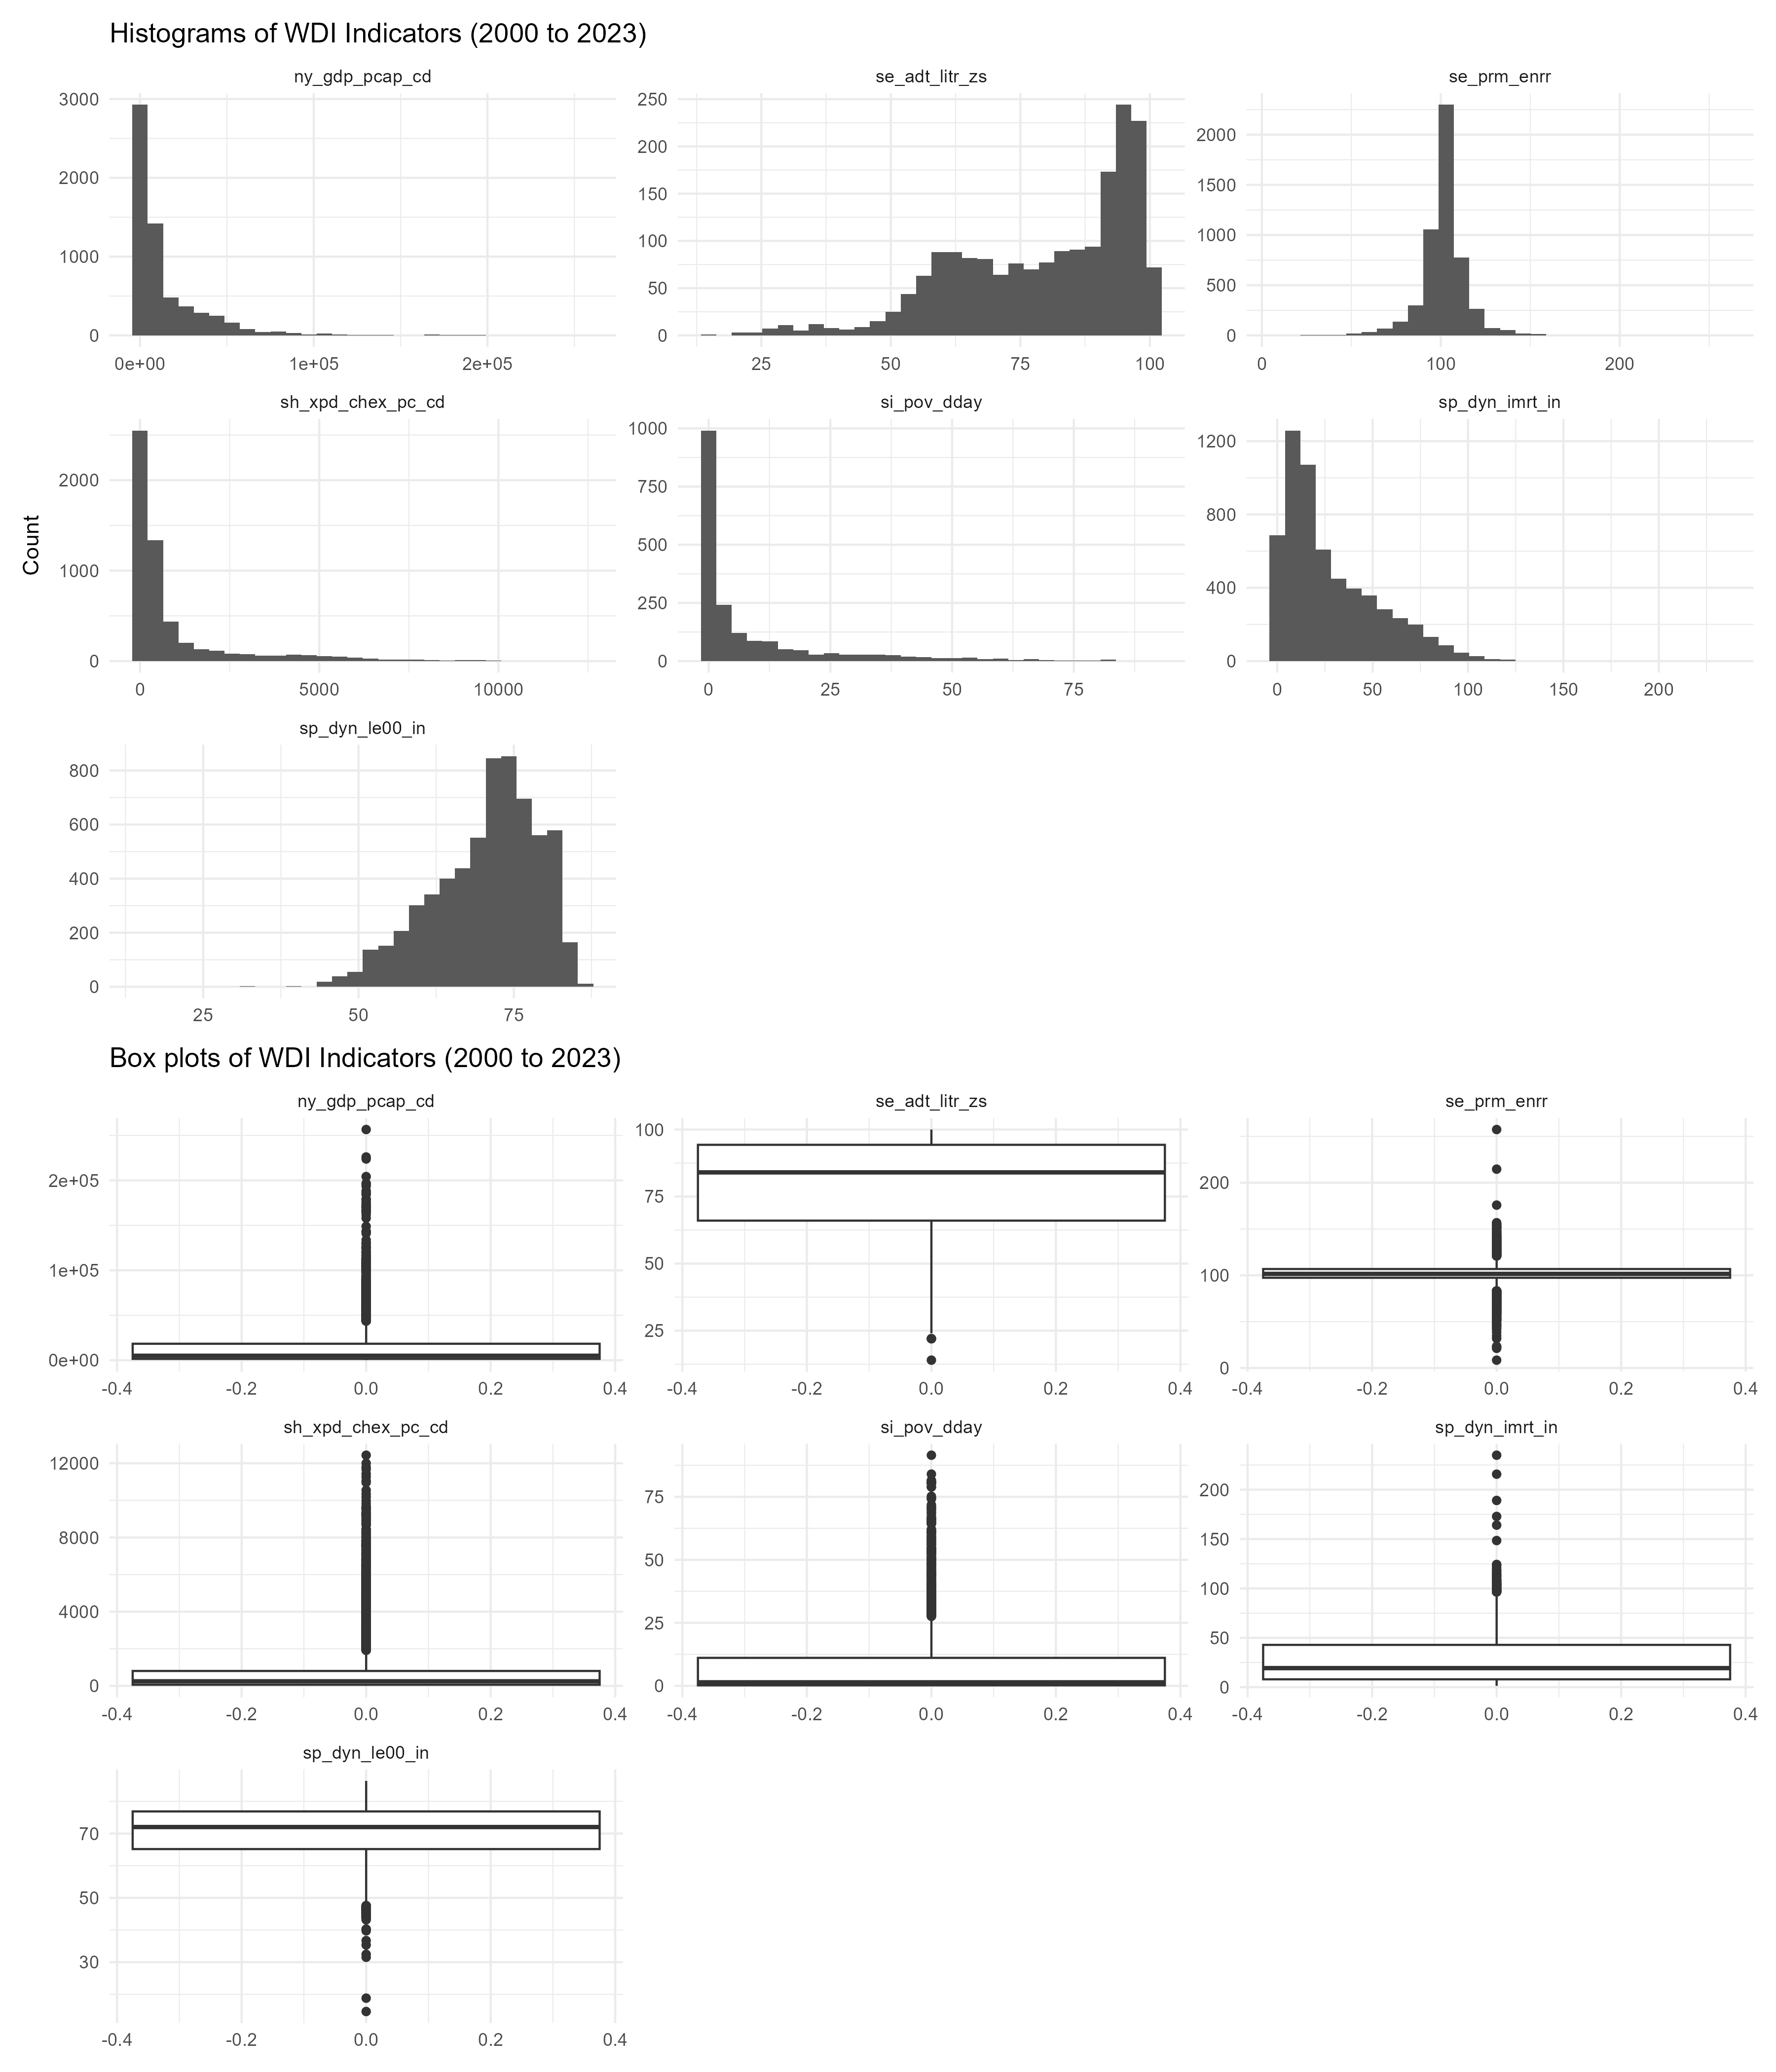 Histograms of WDI Indicators (2000 to 2023)
ny_gdp_pcap_cd se_adt_litr_zs se_prm_enrr
3000 2000 1000 0
0e+00 1e+05 2e+05
250 200 150 100 50 0
25 50 75 100
2000 1500 1000 500 0
0 100 200
Count
sh_xpd_chex_pc_cd si_pov_dday sp_dyn_imrt_in
2000 1000 0
0 5000 10000
1000 750 500 250 0
0 25 50 75
1200 800 400 0
0 50 100 150 200
sp_dyn_le00_in
800 600 400 200 0
25 50 75
Box plots of WDI Indicators (2000 to 2023)
ny_gdp_pcap_cd se_adt_litr_zs se_prm_enrr
2e+05 1e+05 0e+00
-0.4 -0.2 0.0 0.2 0.4
100 75 50 25
-0.4 -0.2 0.0 0.2 0.4
200 100 0
-0.4 -0.2 0.0 0.2 0.4
sh_xpd_chex_pc_cd si_pov_dday sp_dyn_imrt_in
12000 8000 4000 0
-0.4 -0.2 0.0 0.2 0.4
75 50 25 0
-0.4 -0.2 0.0 0.2 0.4
200 150 100 50 0
-0.4 -0.2 0.0 0.2 0.4
sp_dyn_le00_in
70 50 30
-0.4 -0.2 0.0 0.2 0.4